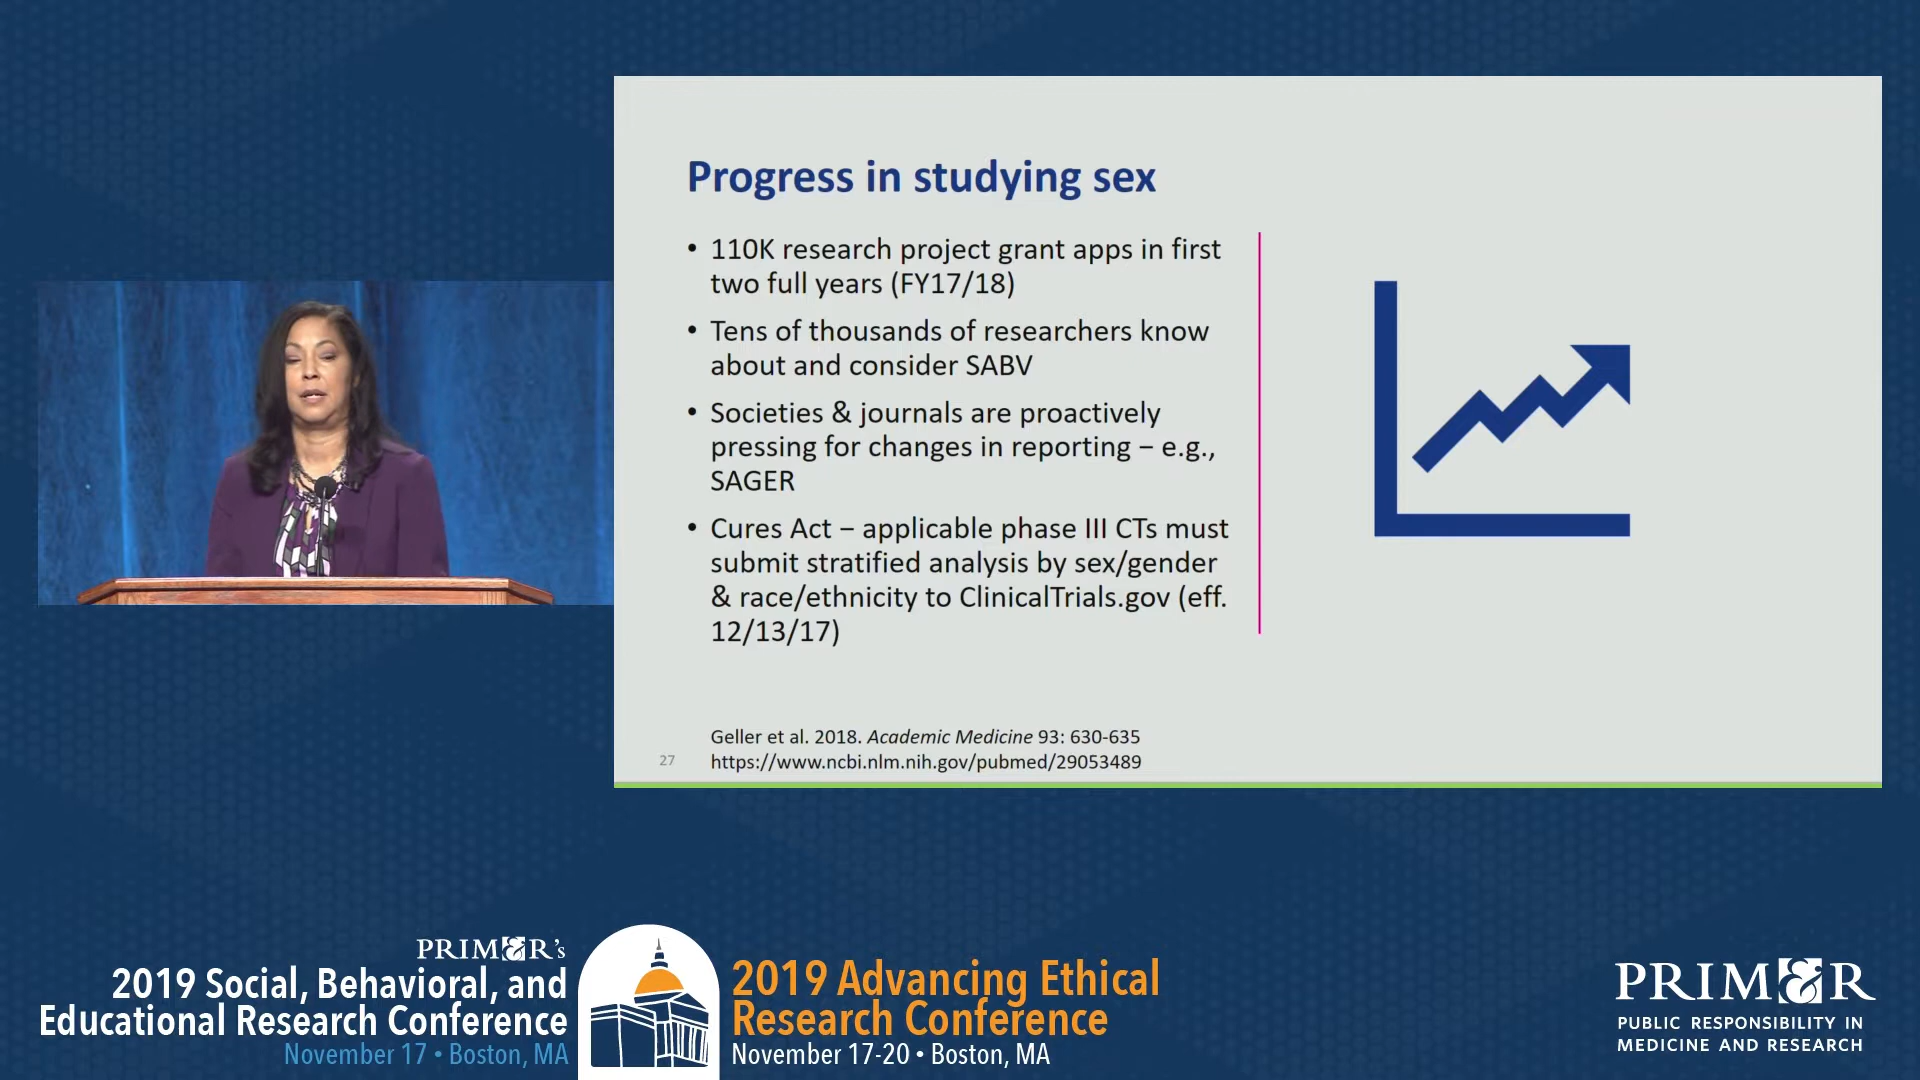 Progress in studying sex
• 110K research project grant apps in first
two full years (FY17/18)
• Tens of thousands of researchers know
about and consider SABV
• Societies & journals are proactively
pressing for changes in reporting – e.g.,
SAGER
• Cures Act – applicable phase III CTs must
submit stratified analysis by sex/gender
& race/ethnicity to ClinicalTrials.gov (eff.
12/13/17)
Geller et al. 2018. Academic Medicine 93: 630-635
27 https://www.ncbi.nlm.nih.gov/pubmed/29053489
PRIM&R's
2019 Social, Behavioral, and
Educational Research Conference
November 17 • Boston, MA
2019 Advancing Ethical
Research Conference
November 17-20 • Boston, MA
PRIM&R
PUBLIC RESPONSIBILITY IN
MEDICINE AND RESEARCH